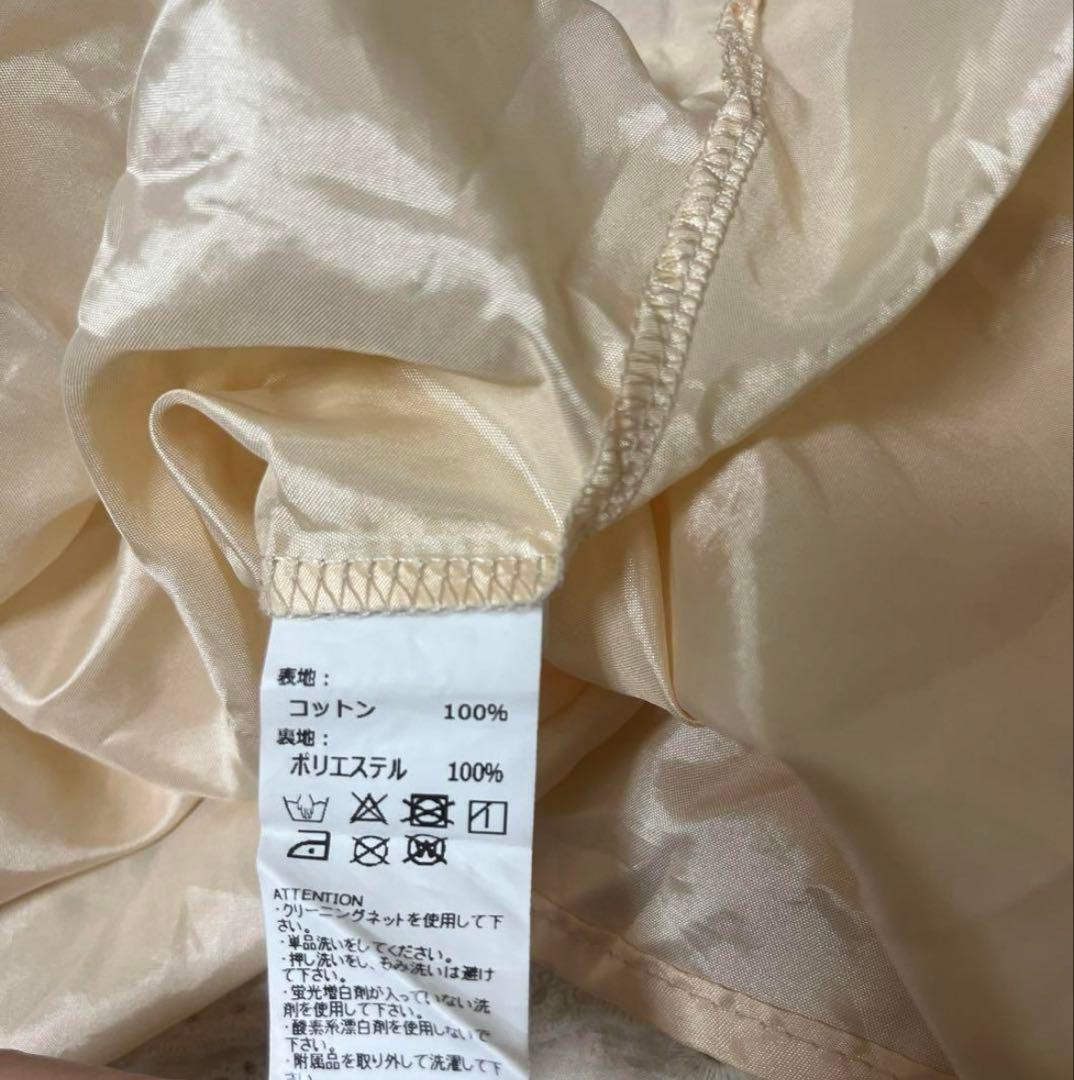 表地：
コットン 100%
裏地：
ポリエステル 100%
ATTENTION
・クリーニングネットを使用して下
さい。
・単品洗いをしてください。
・押し洗いをし、もみ洗いは避け
て下さい。
・蛍光増白剤が入っていない洗
剤を使用して下さい。
・酸素系漂白剤を使用しないで
下さい。
・附属品を取り外して洗濯して下
さい